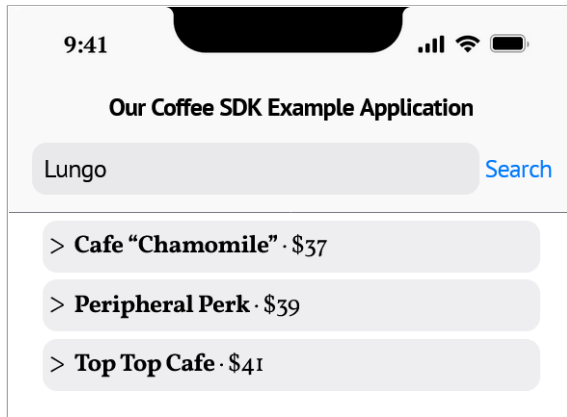 9:41
Our Coffee SDK Example Application
Lungo
Search
> Cafe “Chamomile” · $37
> Peripheral Perk · $39
> Top Top Cafe · $41